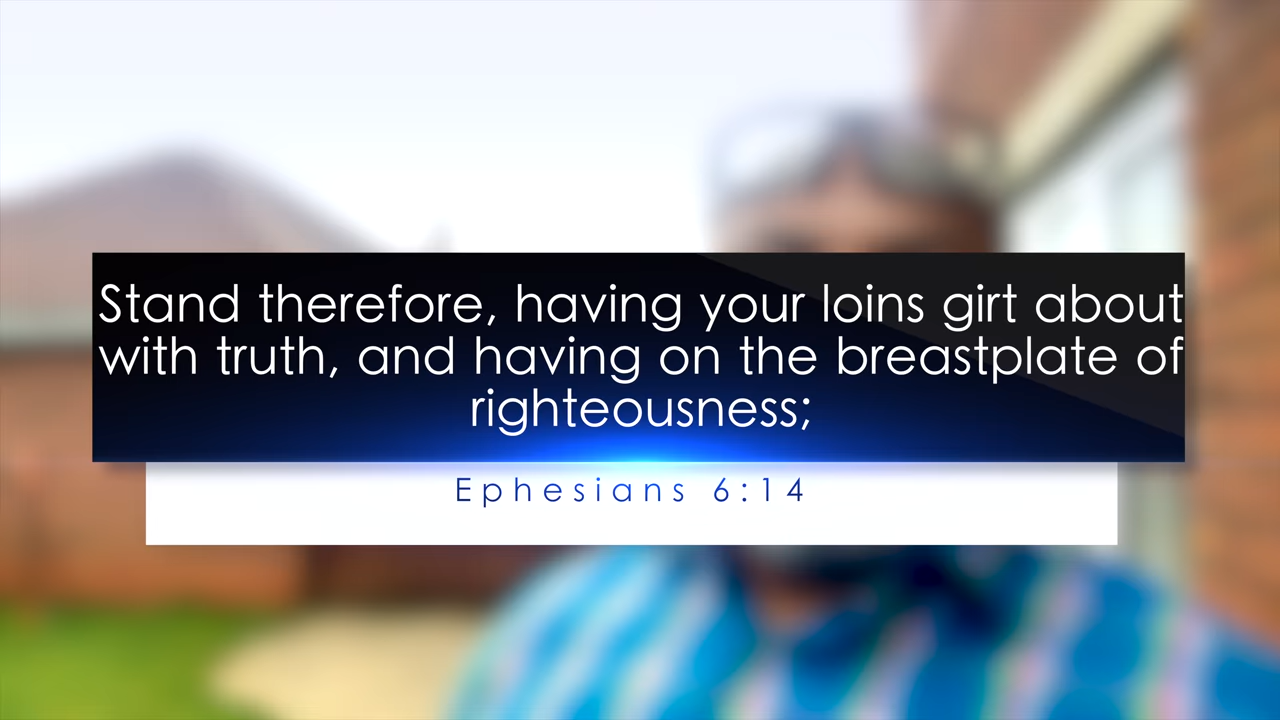 Stand therefore, having your loins girt about
with truth, and having on the breastplate of
righteousness;
Ephesians 6:14